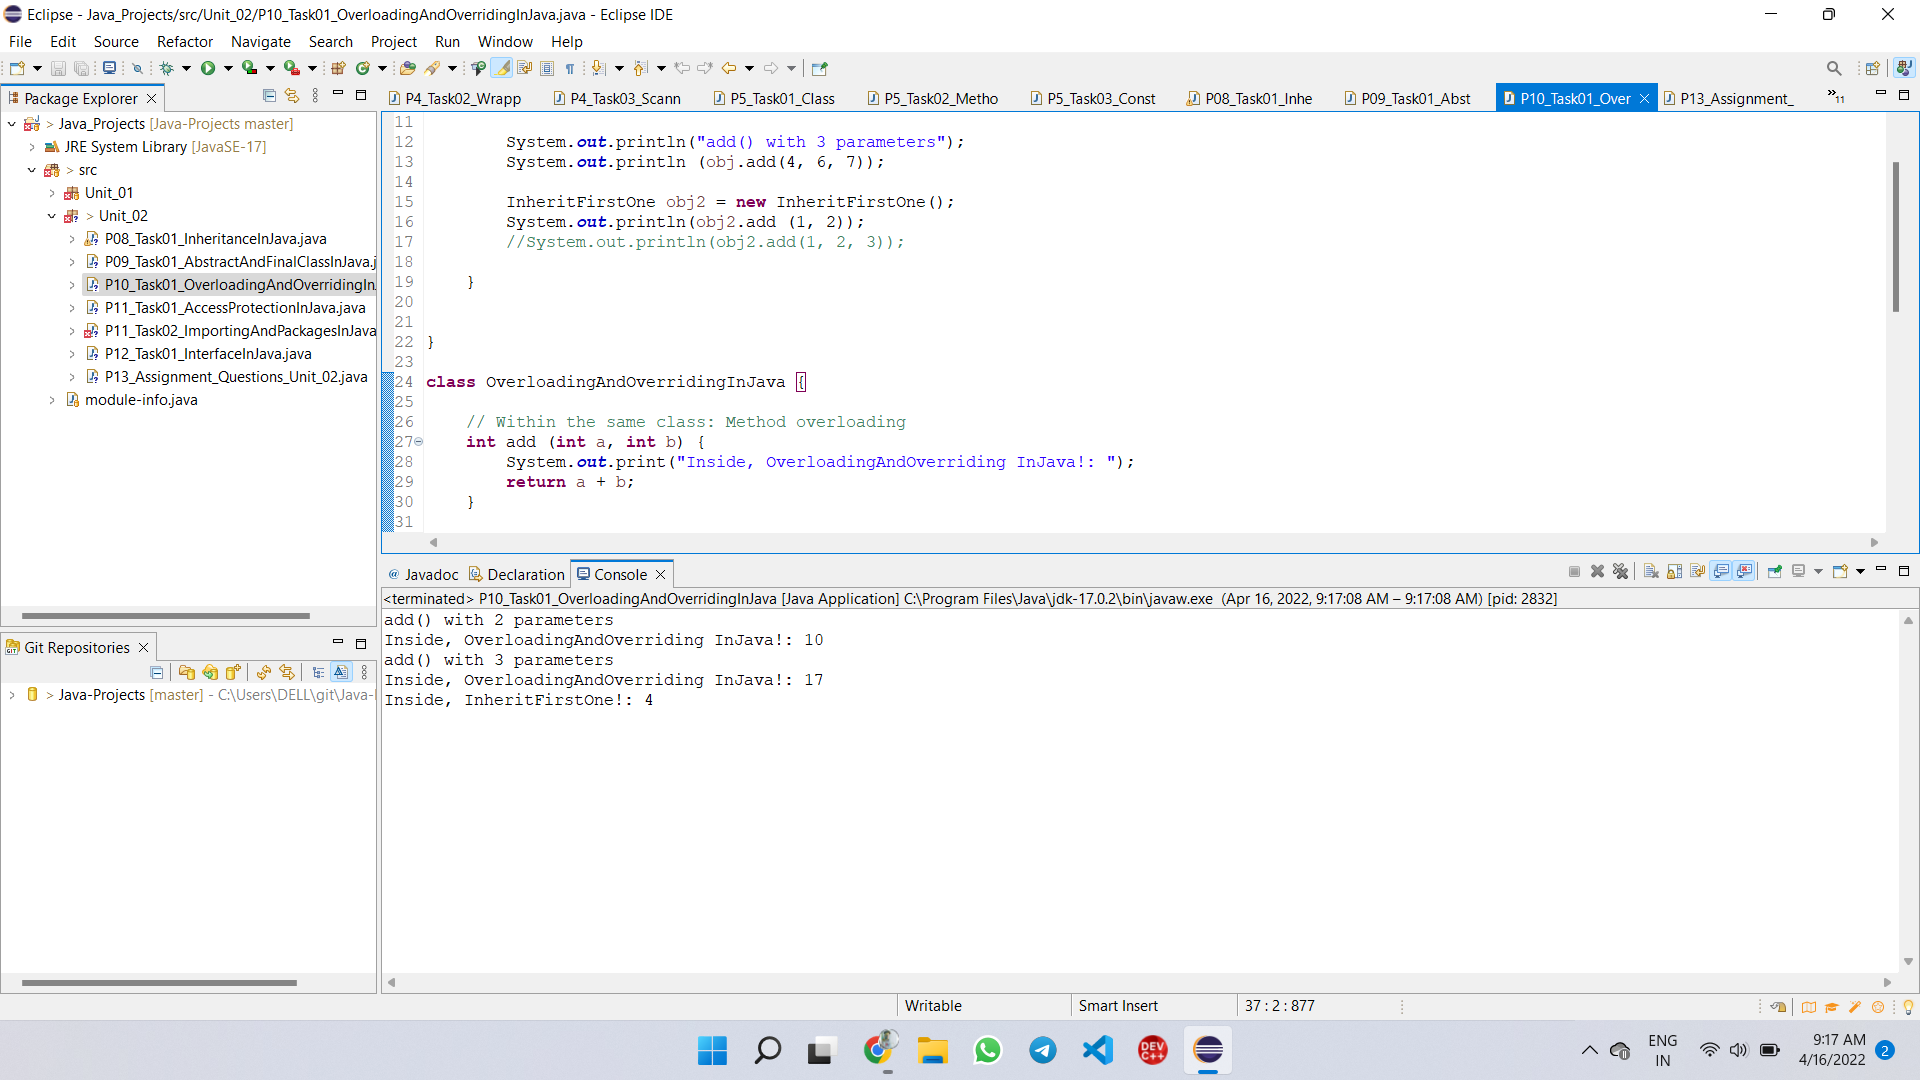 Eclipse - Java_Projects/src/Unit_02/P10_Task01_OverloadingAndOverridingInJava.java - Eclipse IDE
File Edit Source Refactor Navigate Search Project Run Window Help
Package Explorer
Java_Projects [Java-Projects master]
JRE System Library [JavaSE-17]
src
Unit_01
Unit_02
P08_Task01_InheritanceInJava.java
P09_Task01_AbstractAndFinalClassInJava.j
P10_Task01_OverloadingAndOverridingIn.
P11_Task01_AccessProtectionInJava.java
P11_Task02_ImportingAndPackagesInJava
P12_Task01_InterfaceInJava.java
P13_Assignment_Questions_Unit_02.java
module-info.java
Git Repositories
> Java-Projects [master] - C:\Users\DELL\git\Java-
P4_Task02_Wrapp P4_Task03_Scann P5_Task01_Class P5_Task02_Metho P5_Task03_Const P08_Task01_Inhe P09_Task01_Abst P10_Task01_Over P13_Assignment_ »11
11
12 System.out.println("add() with 3 parameters");
13 System.out.println (obj.add(4, 6, 7));
14
15 InheritFirstOne obj2 = new InheritFirstOne();
16 System.out.println(obj2.add (1, 2));
17 //System.out.println(obj2.add(1, 2, 3));
18
19 }
20
21
22 }
23
24 class OverloadingAndOverridingInJava {
25
26 // Within the same class: Method overloading
27 int add (int a, int b) {
28 System.out.print("Inside, OverloadingAndOverriding InJava!: ");
29 return a + b;
30 }
31
@ Javadoc Declaration Console
<terminated> P10_Task01_OverloadingAndOverridingInJava [Java Application] C:\Program Files\Java\jdk-17.0.2\bin\javaw.exe (Apr 16, 2022, 9:17:08 AM – 9:17:08 AM) [pid: 2832]
add() with 2 parameters
Inside, OverloadingAndOverriding InJava!: 10
add() with 3 parameters
Inside, OverloadingAndOverriding InJava!: 17
Inside, InheritFirstOne!: 4
Writable Smart Insert 37 : 2 : 877
DEV C++
ENG
IN
9:17 AM
4/16/2022
2